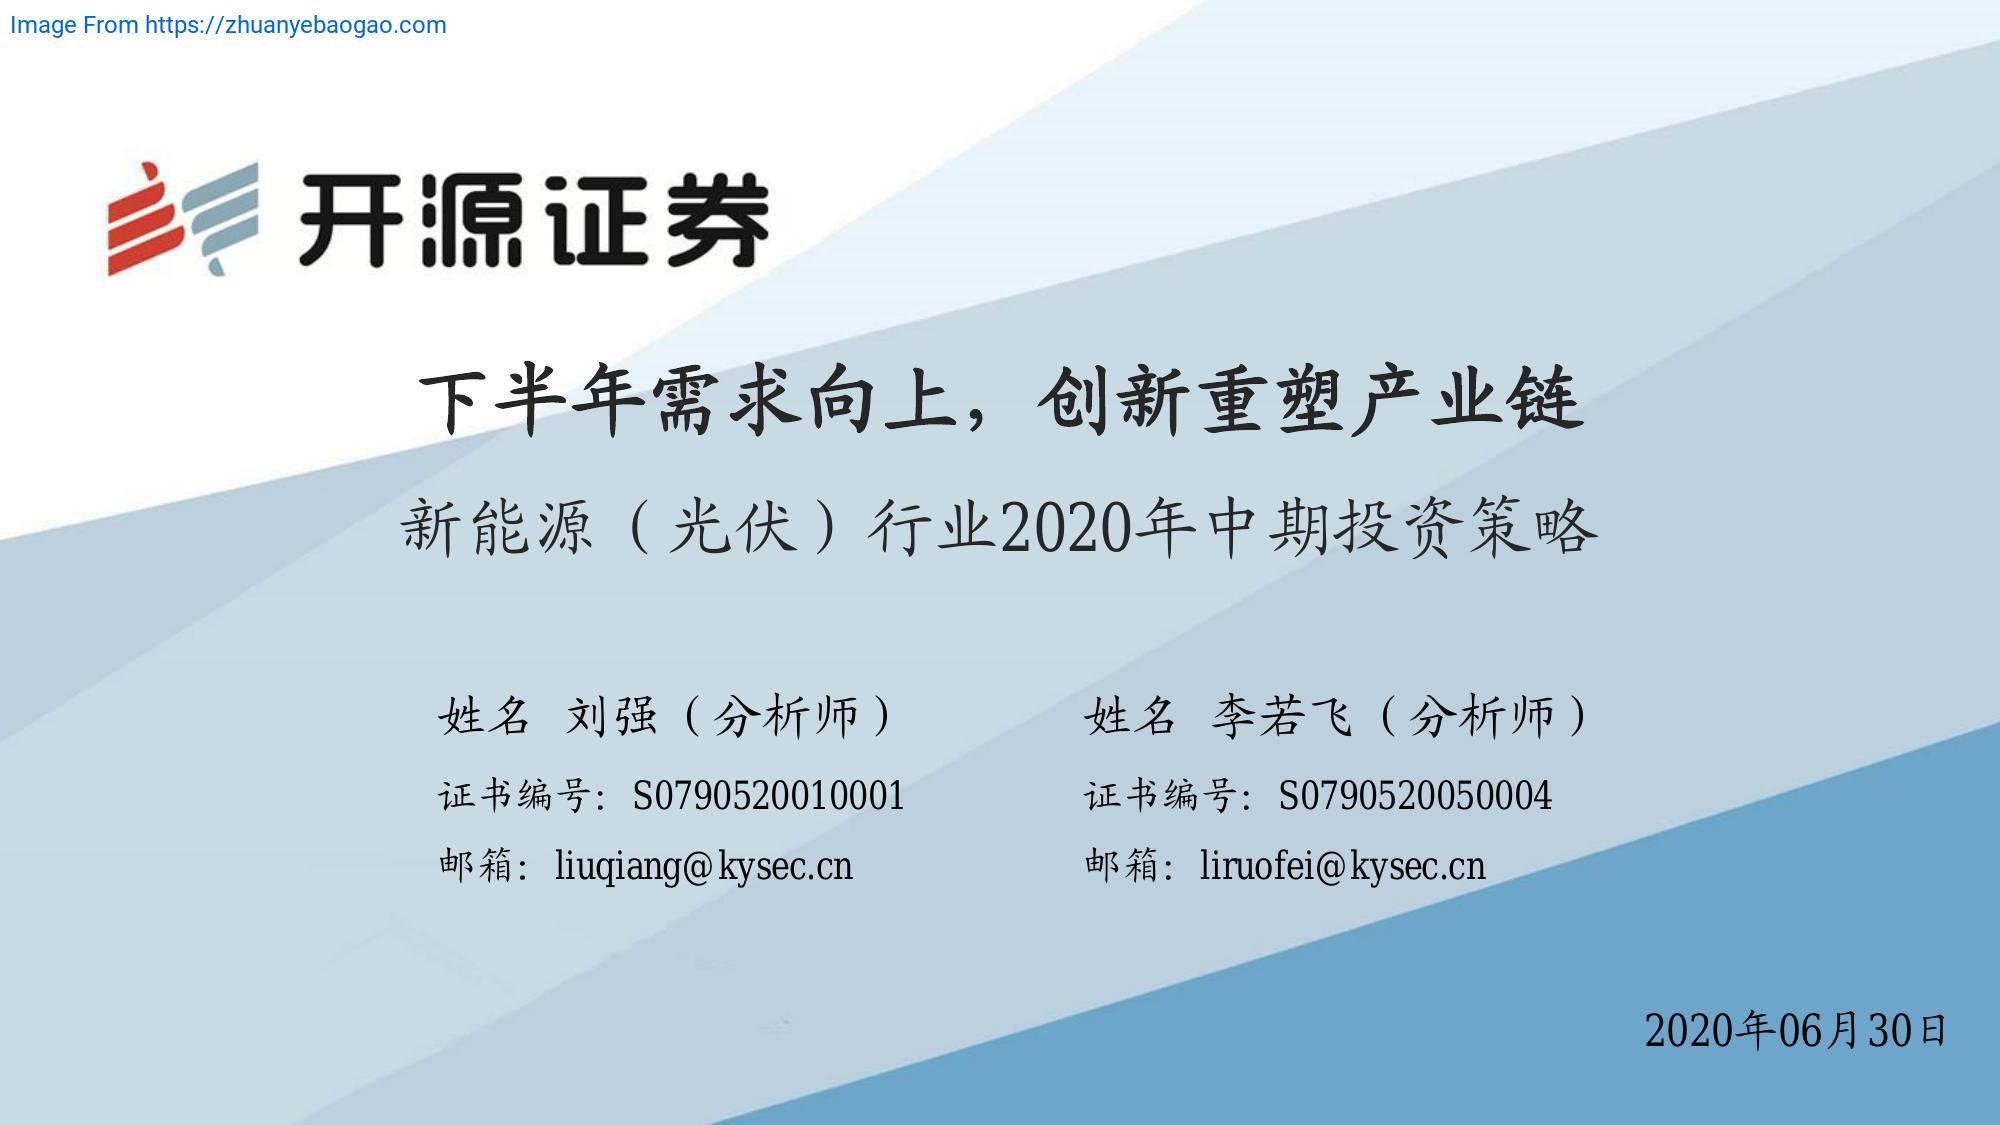 Image From https://zhuanyebaogao.com
开源证券
下半年需求向上，创新重塑产业链
新能源（光伏）行业2020年中期投资策略
姓名 刘强（分析师）
证书编号：S0790520010001
邮箱：liuqiang@kysec.cn
姓名 李若飞（分析师）
证书编号：S0790520050004
邮箱：liruofei@kysec.cn
2020年06月30日